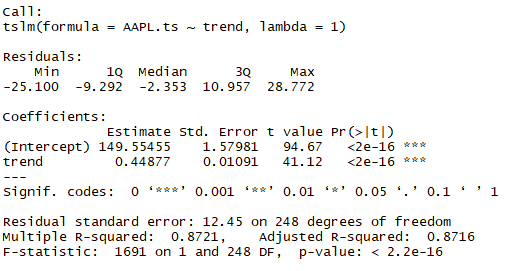 Call:
tslm(formula = AAPL.ts ~ trend, lambda = 1)
Residuals:
    Min      1Q  Median      3Q     Max
-25.100  -9.292  -2.353  10.957  28.772
Coefficients:
             Estimate Std. Error t value Pr(>|t|)
(Intercept) 149.55455    1.57981   94.67   <2e-16 ***
trend         0.44877    0.01091   41.12   <2e-16 ***
---
Signif. codes:  0 ‘***’ 0.001 ‘**’ 0.01 ‘*’ 0.05 ‘.’ 0.1 ‘ ’ 1
Residual standard error: 12.45 on 248 degrees of freedom
Multiple R-squared:  0.8721,    Adjusted R-squared:  0.8716
F-statistic:  1691 on 1 and 248 DF,  p-value: < 2.2e-16